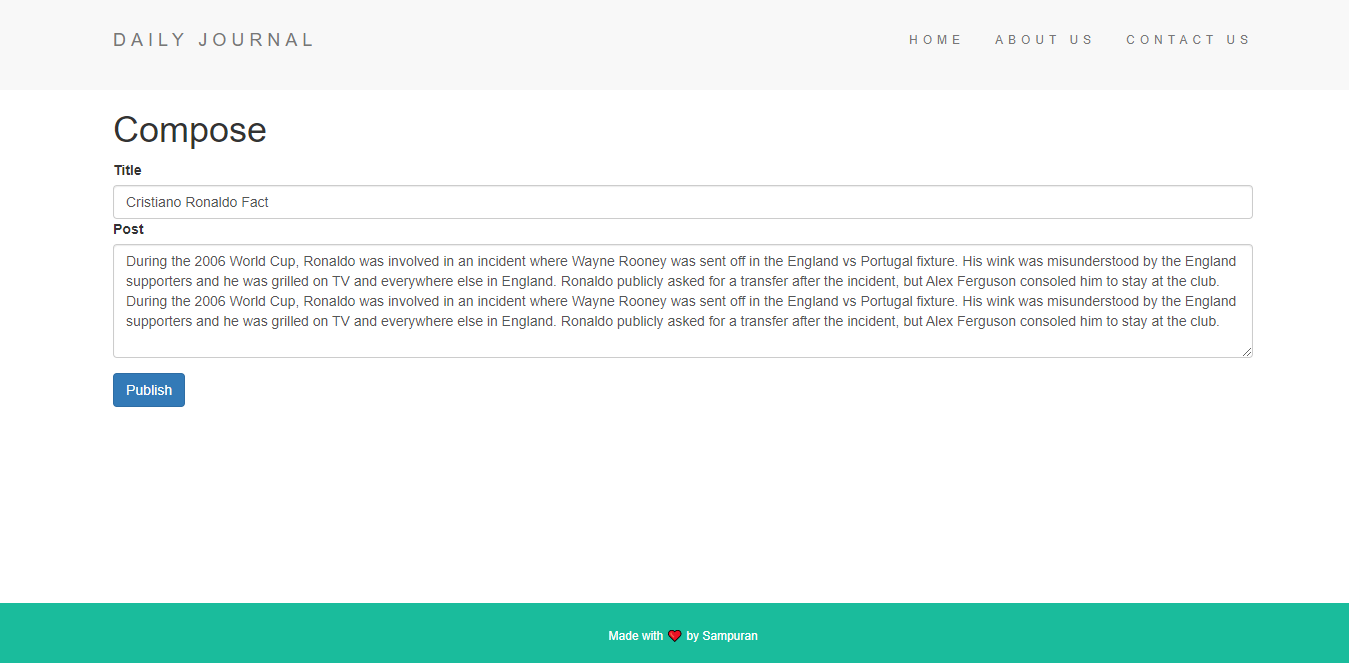 DAILY JOURNAL
HOME ABOUT US CONTACT US
Compose
Title
Cristiano Ronaldo Fact
Post
During the 2006 World Cup, Ronaldo was involved in an incident where Wayne Rooney was sent off in the England vs Portugal fixture. His wink was misunderstood by the England
supporters and he was grilled on TV and everywhere else in England. Ronaldo publicly asked for a transfer after the incident, but Alex Ferguson consoled him to stay at the club.
During the 2006 World Cup, Ronaldo was involved in an incident where Wayne Rooney was sent off in the England vs Portugal fixture. His wink was misunderstood by the England
supporters and he was grilled on TV and everywhere else in England. Ronaldo publicly asked for a transfer after the incident, but Alex Ferguson consoled him to stay at the club.
Publish
Made with ❤ by Sampuran